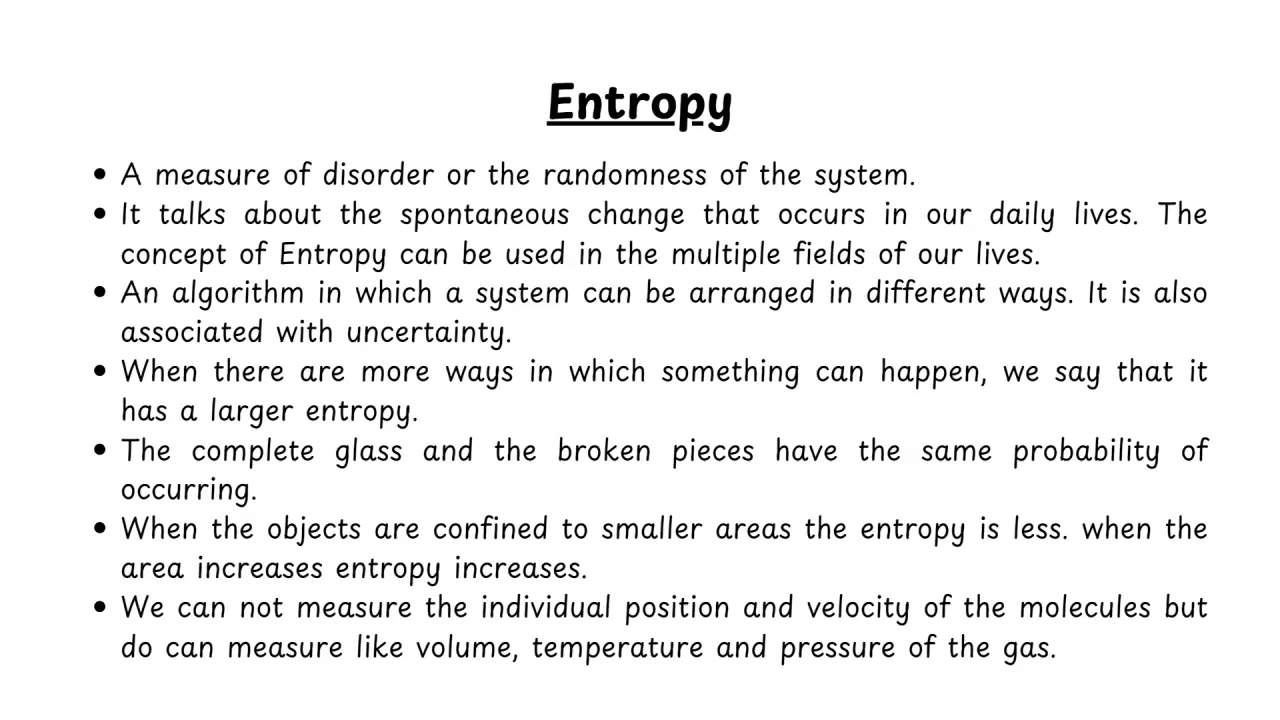 Entropy
• A measure of disorder or the randomness of the system.
• It talks about the spontaneous change that occurs in our daily lives. The
concept of Entropy can be used in the multiple fields of our lives.
• An algorithm in which a system can be arranged in different ways. It is also
associated with uncertainty.
• When there are more ways in which something can happen, we say that it
has a larger entropy.
• The complete glass and the broken pieces have the same probability of
occurring.
• When the objects are confined to smaller areas the entropy is less. when the
area increases entropy increases.
• We can not measure the individual position and velocity of the molecules but
do can measure like volume, temperature and pressure of the gas.